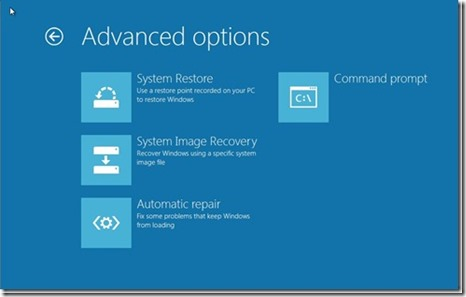 Advanced options
System Restore
Use a restore point recorded on your PC
to restore Windows
System Image Recovery
Recover Windows using a specific system
image file
Automatic repair
Fix some problems that keep Windows
from loading
C:\
Command prompt